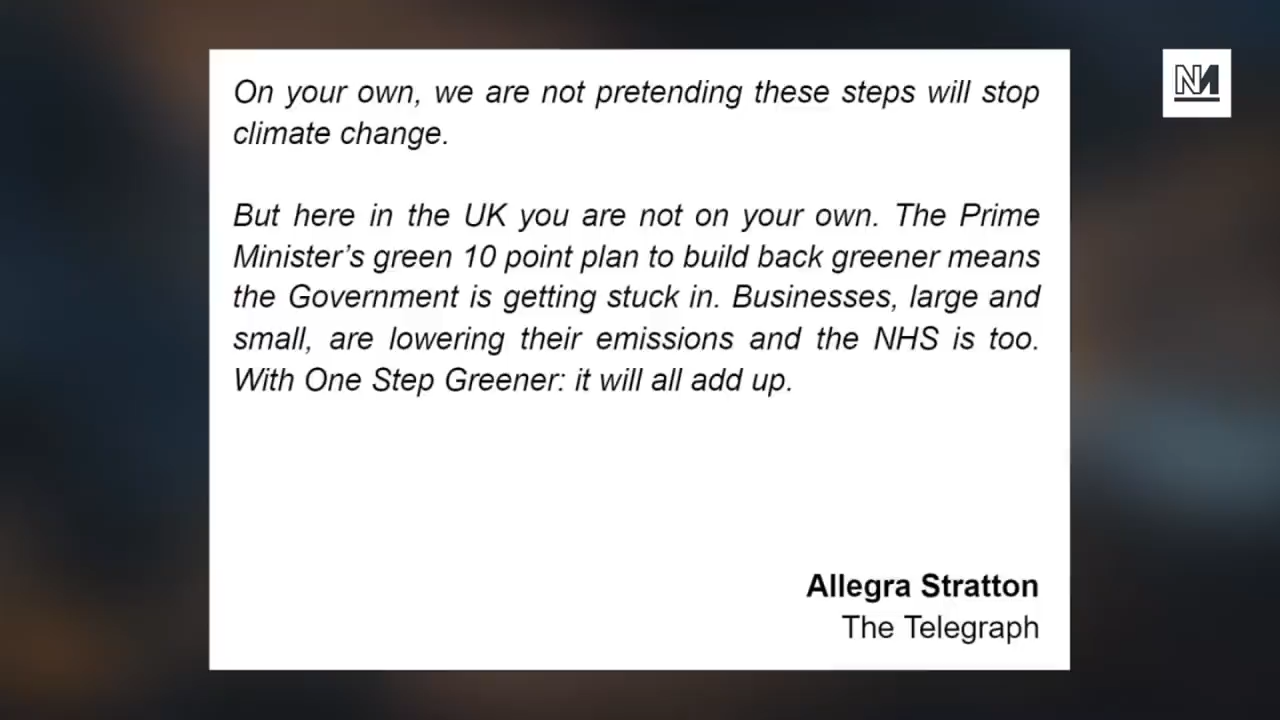 On your own, we are not pretending these steps will stop
climate change.
But here in the UK you are not on your own. The Prime
Minister’s green 10 point plan to build back greener means
the Government is getting stuck in. Businesses, large and
small, are lowering their emissions and the NHS is too.
With One Step Greener: it will all add up.
Allegra Stratton
The Telegraph
NM